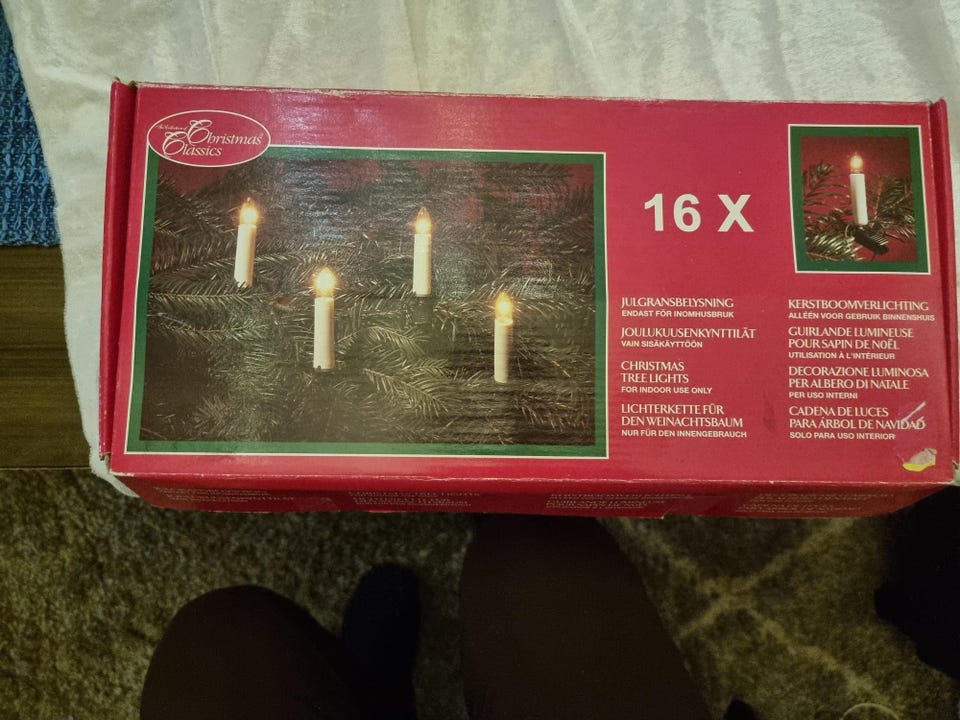 The Collection of
Christmas
Classics
16 X
JULGRANSBELYSNING
ENDAST FÖR INOMHUSBRUK
JOULUKUUSENKYNTTILÄT
VAIN SISÄKÄYTTÖÖN
CHRISTMAS
TREE LIGHTS
FOR INDOOR USE ONLY
LICHTERKETTE FÜR
DEN WEINACHTSBAUM
NUR FÜR DEN INNENGEBRAUCH
KERSTBOOMVERLICHTING
ALLÉÉN VOOR GEBRUIK BINNENSHUIS
GUIRLANDE LUMINEUSE
POUR SAPIN DE NOËL
UTILISATION À L'INTÉRIEUR
DECORAZIONE LUMINOSA
PER ALBERO DI NATALE
PER USO INTERNI
CADENA DE LUCES
PARA ÁRBOL DE NAVIDAD
SOLO PARA USO INTERIOR